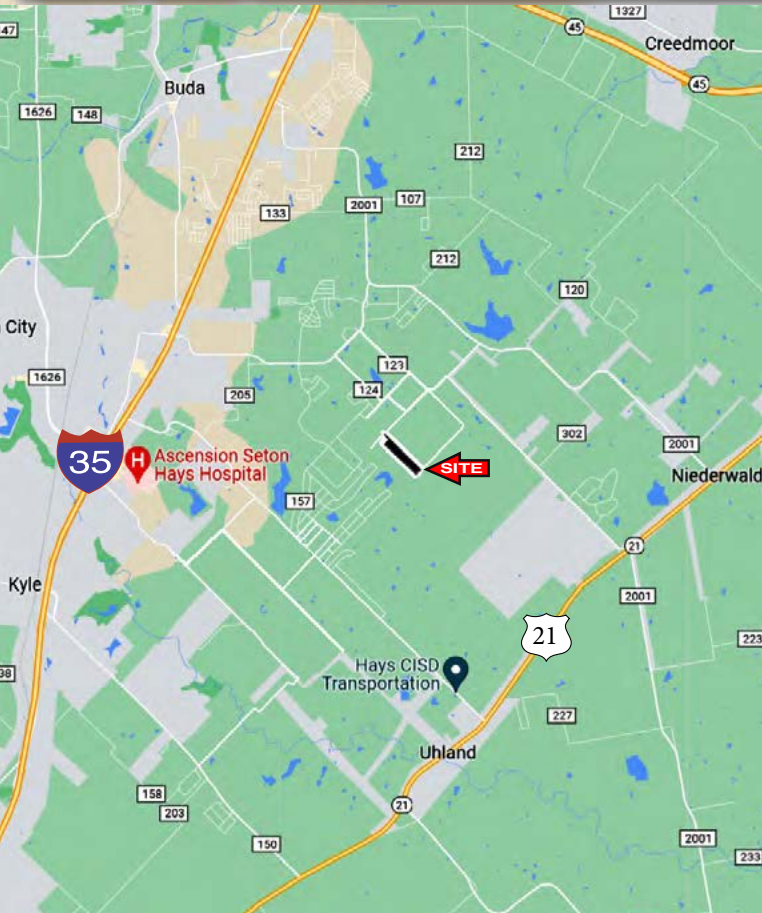 1327
47
45
Creedmoor
Buda
45
1626
148
212
107
2001
133
212
120
City
123
1626
124
205
302
2001
35
H
Ascension Seton
Hays Hospital
SITE
Niederwald
157
21
Kyle
2001
21
223
Hays CISD
Transportation
38
227
Uhland
158
21
203
2001
150
233